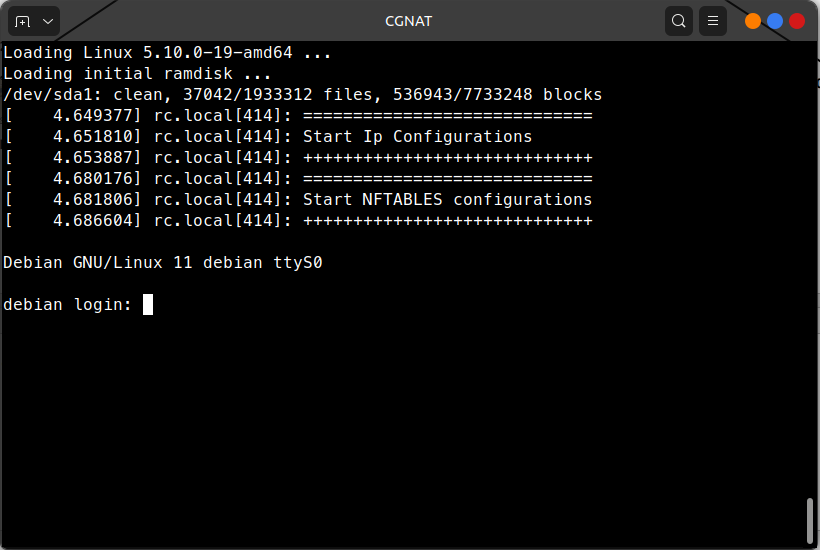 CGNAT
Loading Linux 5.10.0-19-amd64 ...
Loading initial ramdisk ...
/dev/sda1: clean, 37042/1933312 files, 536943/7733248 blocks
[    4.649377] rc.local[414]: =============================
[    4.651810] rc.local[414]: Start Ip Configurations
[    4.653887] rc.local[414]: +++++++++++++++++++++++++++++
[    4.680176] rc.local[414]: =============================
[    4.681806] rc.local[414]: Start NFTABLES configurations
[    4.686604] rc.local[414]: +++++++++++++++++++++++++++++
Debian GNU/Linux 11 debian ttyS0
debian login: